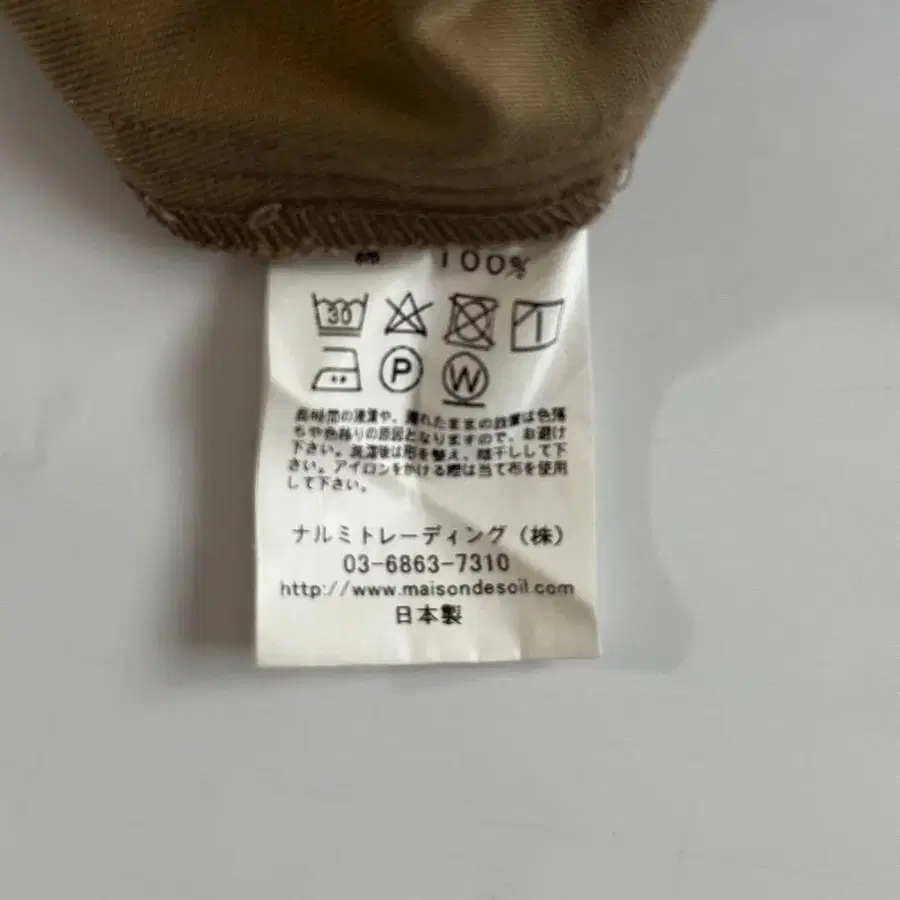 綿 100%
30
P W
長時間の浸漬や、濡れたままの放置は色落
ちや色移りの原因となりますので、お避け
下さい。洗濯後は形を整え、陰干しして下
さい。アイロンをかける際は当て布を使用
して下さい。
ナルミトレーディング(株)
03-6863-7310
http://www.maisondesoil.com
日本製